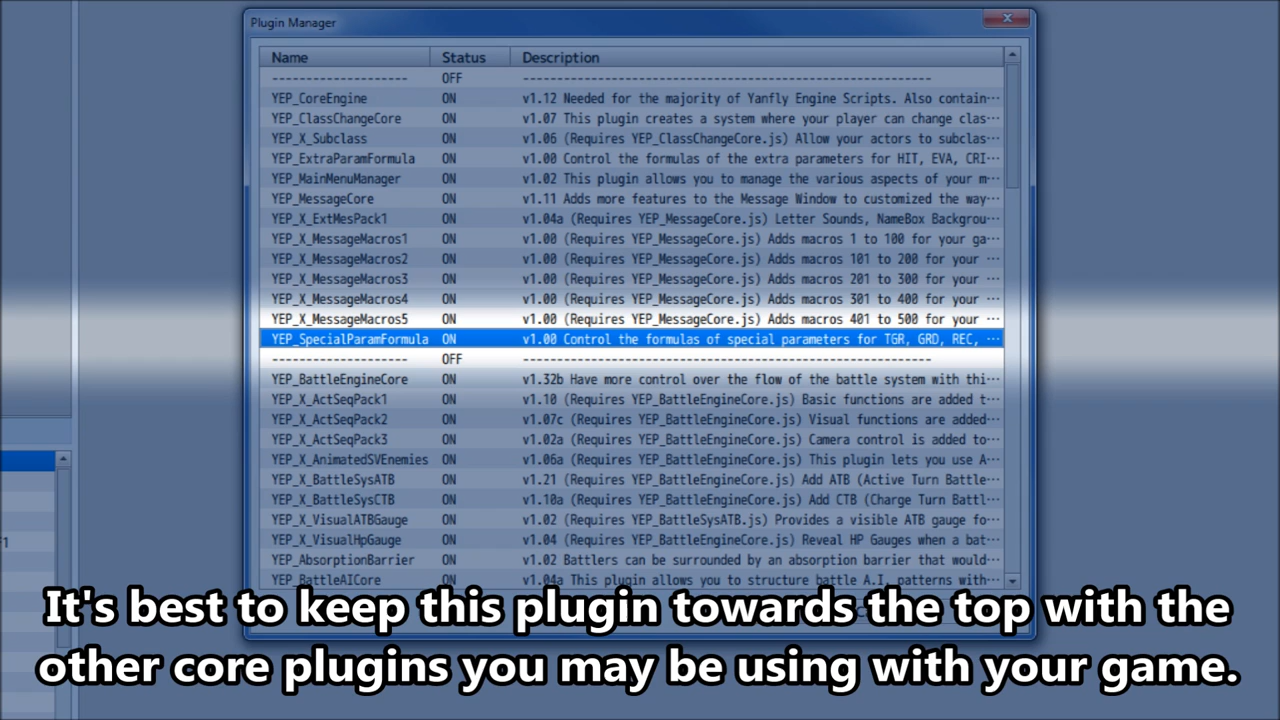 Plugin Manager
Name Status Description
-------------------- OFF ------------------------------------------------------------
YEP_CoreEngine ON v1.12 Needed for the majority of Yanfly Engine Scripts. Also contain···
YEP_ClassChangeCore ON v1.07 This plugin creates a system where your player can change clas···
YEP_X_Subclass ON v1.06 (Requires YEP_ClassChangeCore.js) Allow your actors to subclas···
YEP_ExtraParamFormula ON v1.00 Control the formulas of the extra parameters for HIT, EVA, CRI···
YEP_MainMenuManager ON v1.02 This plugin allows you to manage the various aspects of your m···
YEP_MessageCore ON v1.11 Adds more features to the Message Window to customized the way···
YEP_X_ExtMesPack1 ON v1.04a (Requires YEP_MessageCore.js) Letter Sounds, NameBox Backgrou···
YEP_X_MessageMacros1 ON v1.00 (Requires YEP_MessageCore.js) Adds macros 1 to 100 for your ga···
YEP_X_MessageMacros2 ON v1.00 (Requires YEP_MessageCore.js) Adds macros 101 to 200 for your ···
YEP_X_MessageMacros3 ON v1.00 (Requires YEP_MessageCore.js) Adds macros 201 to 300 for your ···
YEP_X_MessageMacros4 ON v1.00 (Requires YEP_MessageCore.js) Adds macros 301 to 400 for your ···
YEP_X_MessageMacros5 ON v1.00 (Requires YEP_MessageCore.js) Adds macros 401 to 500 for your ···
YEP_SpecialParamFormula ON v1.00 Control the formulas of special parameters for TGR, GRD, REC, ···
-------------------- OFF ------------------------------------------------------------
YEP_BattleEngineCore ON v1.32b Have more control over the flow of the battle system with thi···
YEP_X_ActSeqPack1 ON v1.10 (Requires YEP_BattleEngineCore.js) Basic functions are added t···
YEP_X_ActSeqPack2 ON v1.07c (Requires YEP_BattleEngineCore.js) Visual functions are added···
YEP_X_ActSeqPack3 ON v1.02a (Requires YEP_BattleEngineCore.js) Camera control is added to···
YEP_X_AnimatedSVEnemies ON v1.06a (Requires YEP_BattleEngineCore.js) This plugin lets you use A···
YEP_X_BattleSysATB ON v1.21 (Requires YEP_BattleEngineCore.js) Add ATB (Active Turn Battle···
YEP_X_BattleSysCTB ON v1.10a (Requires YEP_BattleEngineCore.js) Add CTB (Charge Turn Battl···
YEP_X_VisualATBGauge ON v1.02 (Requires YEP_BattleSysATB.js) Provides a visible ATB gauge fo···
F1
YEP_X_VisualHpGauge ON v1.04 (Requires YEP_BattleEngineCore.js) Reveal HP Gauges when a bat···
YEP_AbsorptionBarrier ON v1.02 Battlers can be surrounded by an absorption barrier that would···
YEP_BattleAICore ON v1.04a This plugin allows you to structure battle A.I. patterns with···
It's best to keep this plugin towards the top with the
other core plugins you may be using with your game.